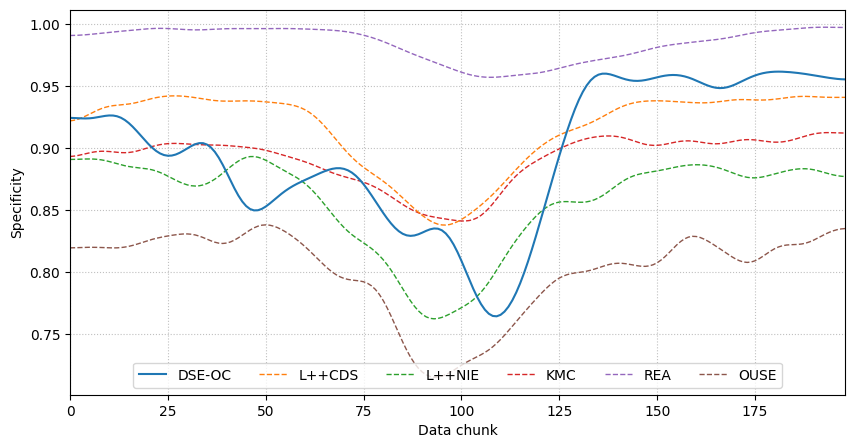 1.00
0.95
0.90
0.85
0.80
0.75
Specificity
DSE-OC L++CDS L++NIE KMC REA OUSE
0 25 50 75 100 125 150 175
Data chunk